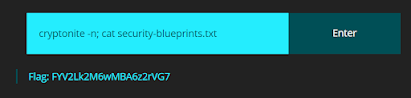 cryptonite -n; cat security-blueprints.txt
Enter
Flag: FYV2Lk2M6wMBA6z2rVG7